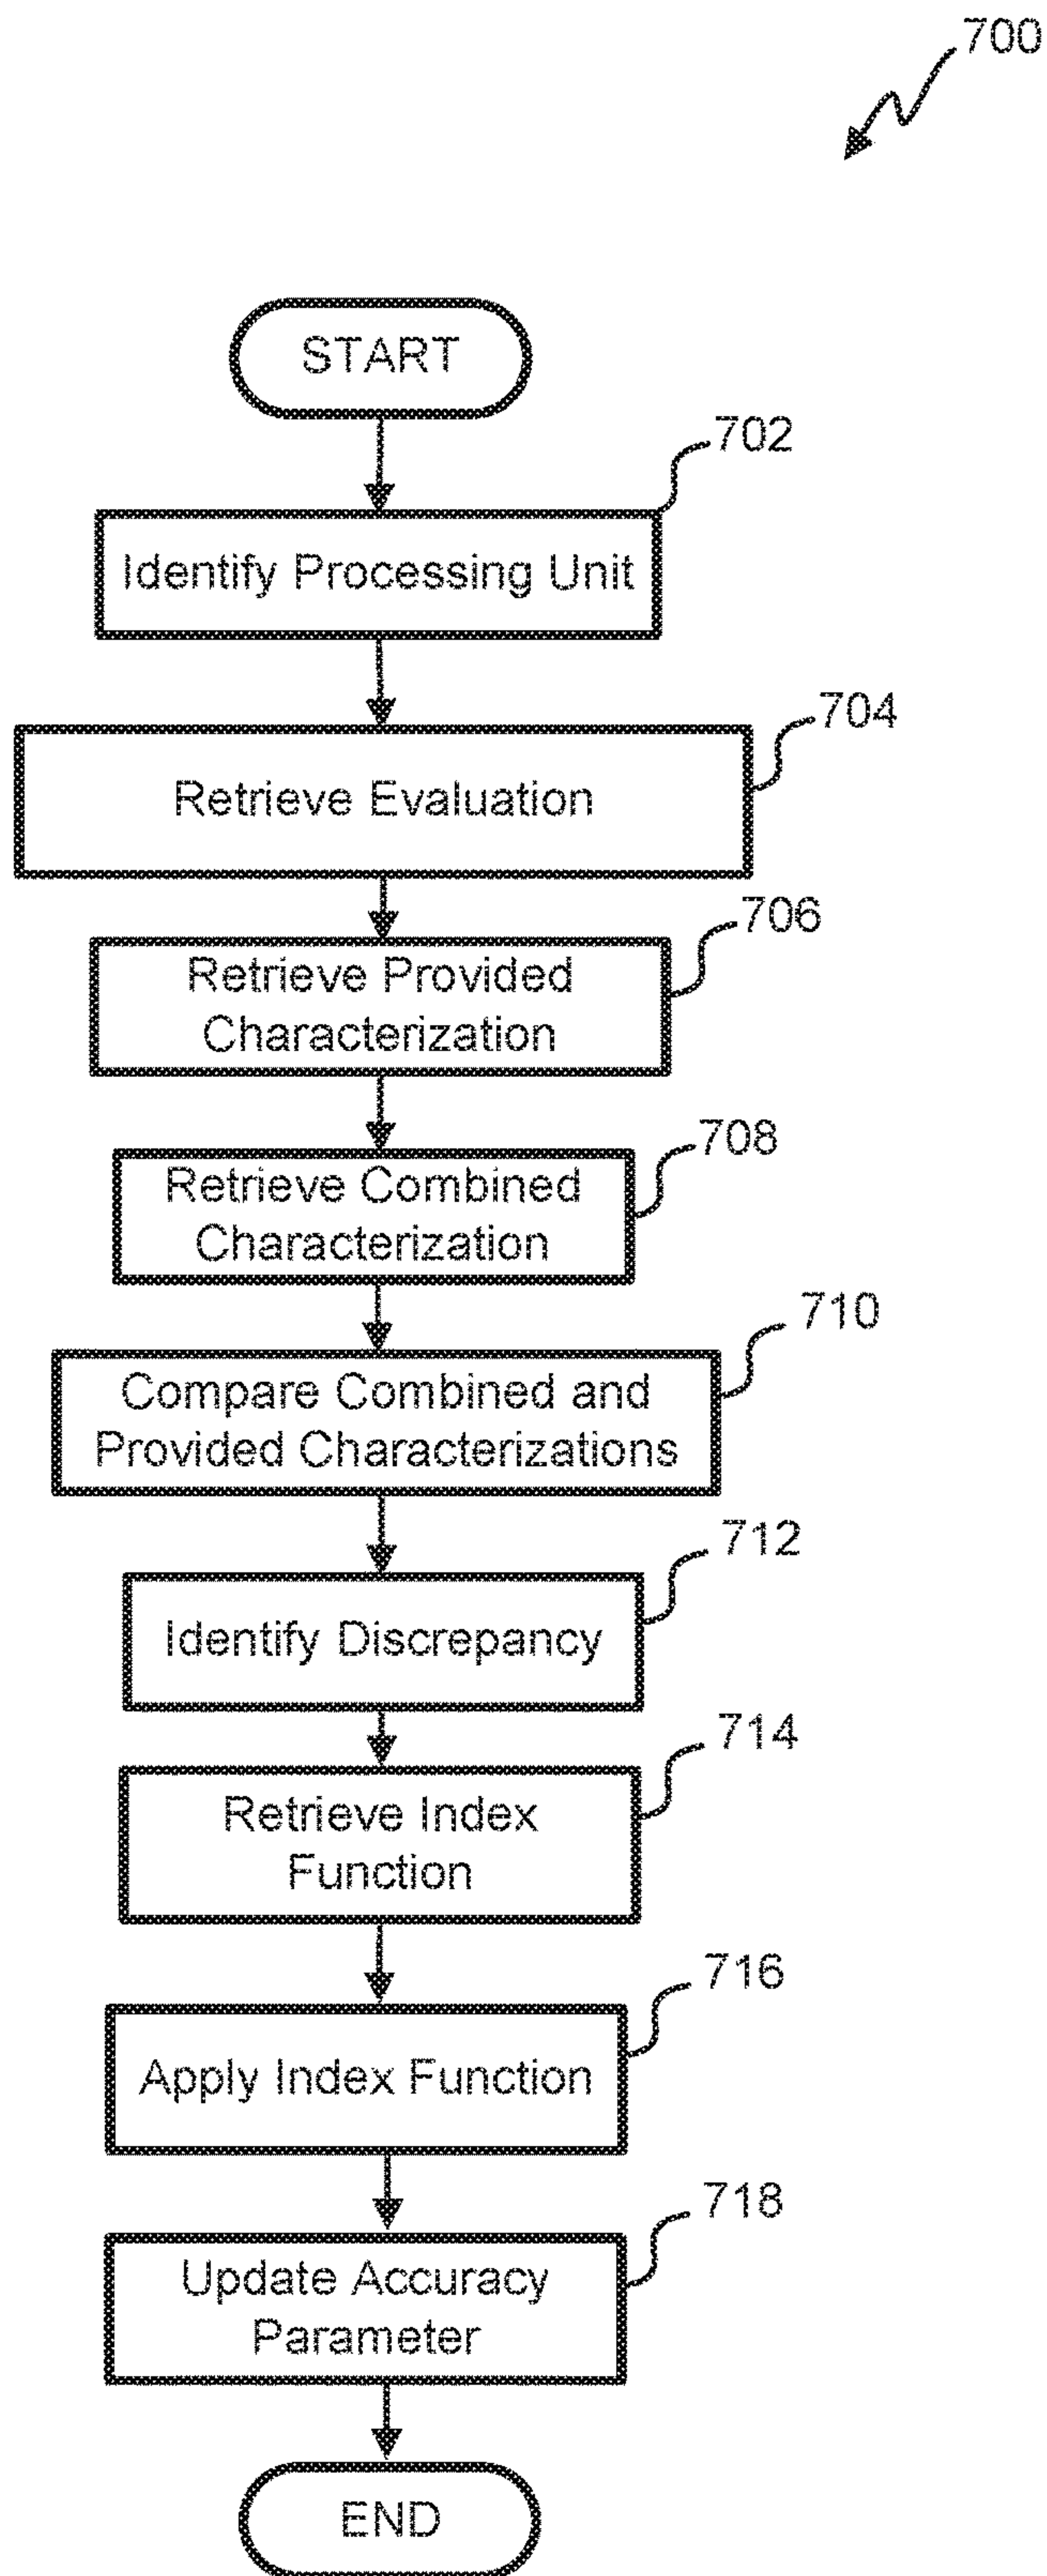 700
START
702
Identify Processing Unit
704
Retrieve Evaluation
706
Retrieve Provided
Characterization
708
Retrieve Combined
Characterization
710
Compare Combined and
Provided Characterizations
712
Identify Discrepancy
714
Retrieve Index
Function
716
Apply Index Function
718
Update Accuracy
Parameter
END